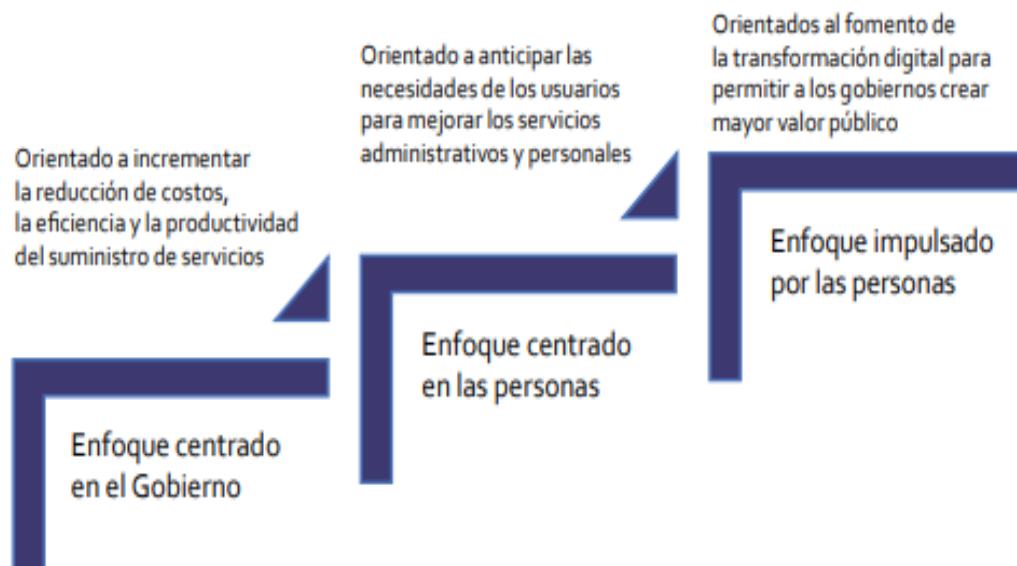 Orientado a incrementar
la reducción de costos,
la eficiencia y la productividad
del suministro de servicios
Enfoque centrado
en el Gobierno
Orientado a anticipar las
necesidades de los usuarios
para mejorar los servicios
administrativos y personales
Enfoque centrado
en las personas
Orientados al fomento de
la transformación digital para
permitir a los gobiernos crear
mayor valor público
Enfoque impulsado
por las personas